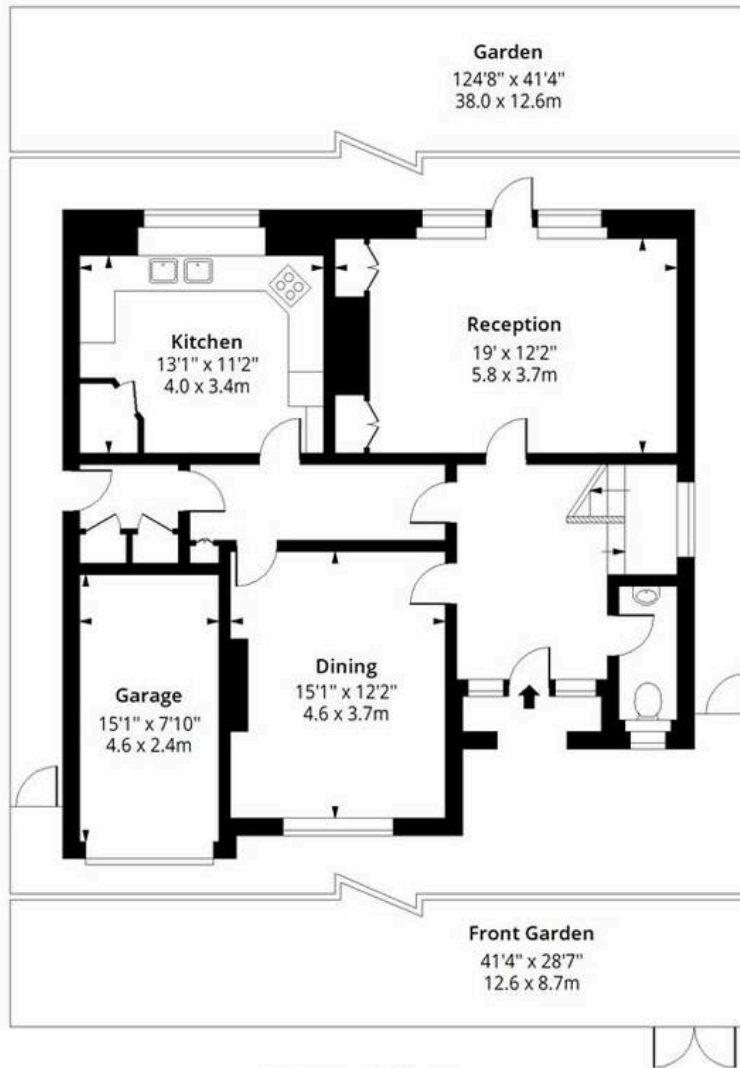 Garden
124'8" x 41'4"
38.0 x 12.6m
Kitchen
13'1" x 11'2"
4.0 x 3.4m
Reception
19' x 12'2"
5.8 x 3.7m
Dining
15'1" x 12'2"
4.6 x 3.7m
Garage
15'1" x 7'10"
4.6 x 2.4m
Front Garden
41'4" x 28'7"
12.6 x 8.7m